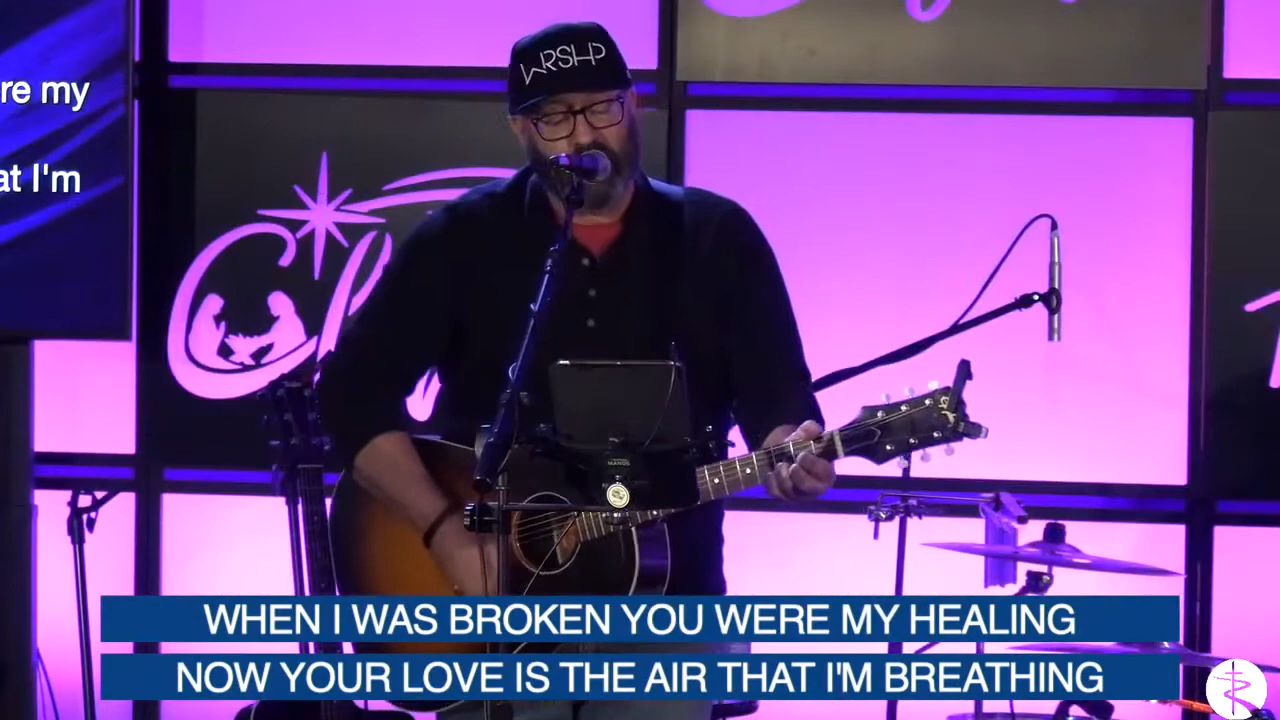 re my
at I'm
WRSHP
WHEN I WAS BROKEN YOU WERE MY HEALING
NOW YOUR LOVE IS THE AIR THAT I'M BREATHING